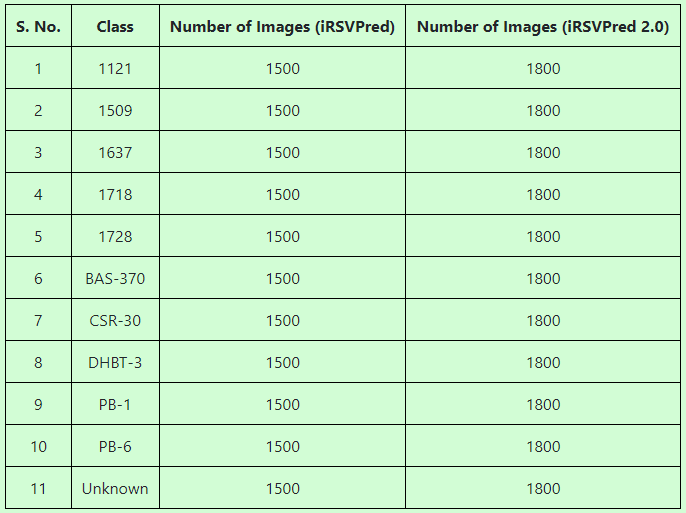 S. No. Class Number of Images (iRSVPred) Number of Images (iRSVPred 2.0)
1 1121 1500 1800
2 1509 1500 1800
3 1637 1500 1800
4 1718 1500 1800
5 1728 1500 1800
6 BAS-370 1500 1800
7 CSR-30 1500 1800
8 DHBT-3 1500 1800
9 PB-1 1500 1800
10 PB-6 1500 1800
11 Unknown 1500 1800